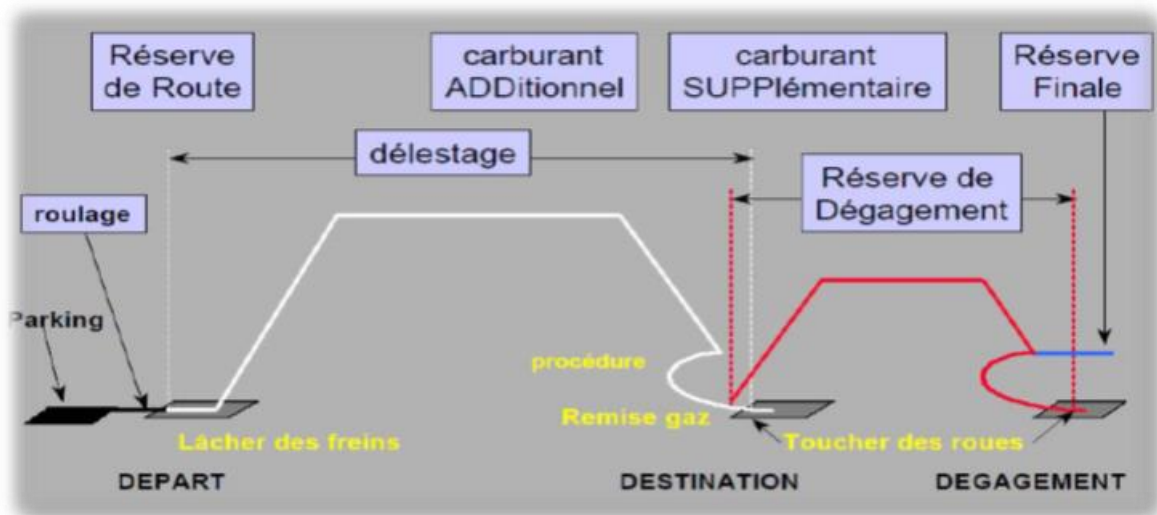 Réserve
de Route
carburant
ADDitionnel
carburant
SUPPlémentaire
Réserve
Finale
délestage
Réserve de
Dégagement
roulage
Parking
procédure
Remise gaz
Lâcher des freins
Toucher des roues
DEPART
DESTINATION
DEGAGEMENT